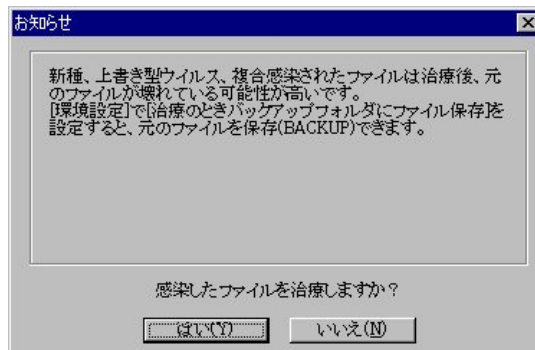 お知らせ
新種、上書き型ウイルス、複合感染されたファイルは治療後、元
のファイルが壊れている可能性が高いです。
[環境設定]で[治療のときバックアップフォルダにファイル保存]を
設定すると、元のファイルを保存(BACKUP)できます。
感染したファイルを治療しますか？
はい(Y)
いいえ(N)